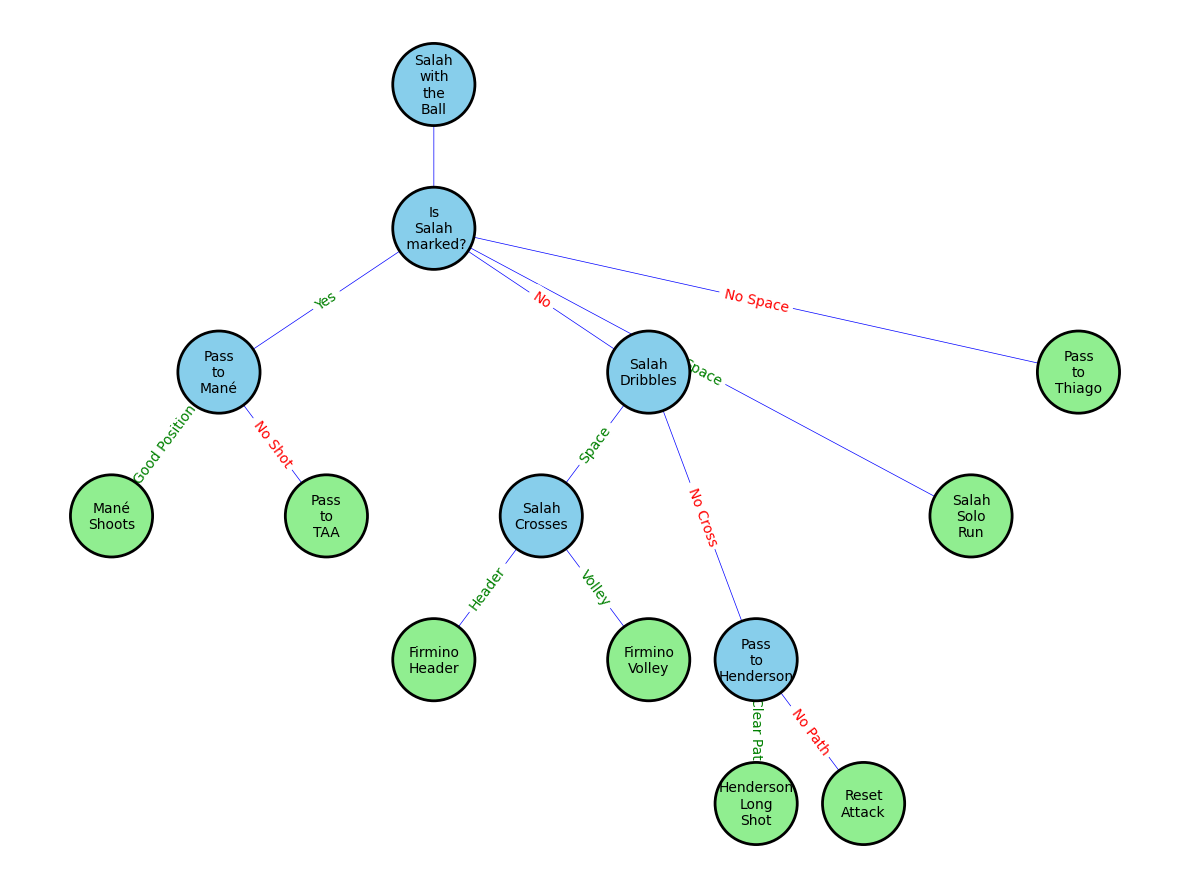 Salah
with
the
Ball
Is
Salah
marked?
Yes
No
No Space
Pass
to
Mané
Salah
Dribbles
Space
Pass
to
Thiago
Good Position
No Shot
Space
No Cross
Mané
Shoots
Pass
to
TAA
Salah
Crosses
Salah
Solo
Run
Header
Volley
Firmino
Header
Firmino
Volley
Pass
to
Henderson
Clear Pat
No Path
Henderson
Long
Shot
Reset
Attack